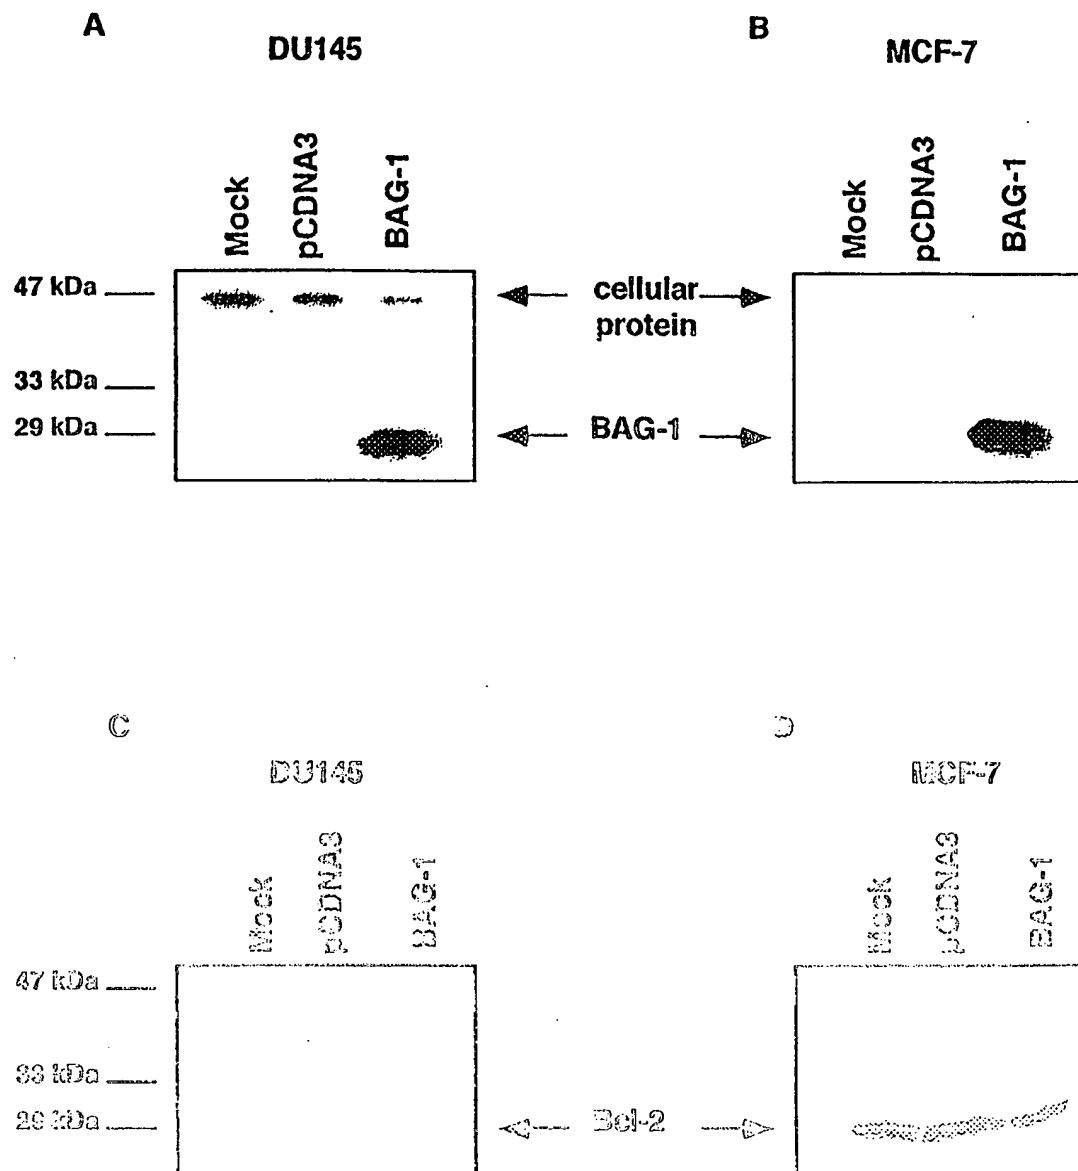 A
DU145
Mock
pCDNA3
BAG-1
47 kDa
33 kDa
29 kDa
cellular
protein
BAG-1
B
MCF-7
Mock
pCDNA3
BAG-1
C
DU145
Mock
pCDNA3
BAG-1
47 kDa
33 kDa
29 kDa
Bcl-2
D
MCF-7
Mock
pCDNA3
BAG-1